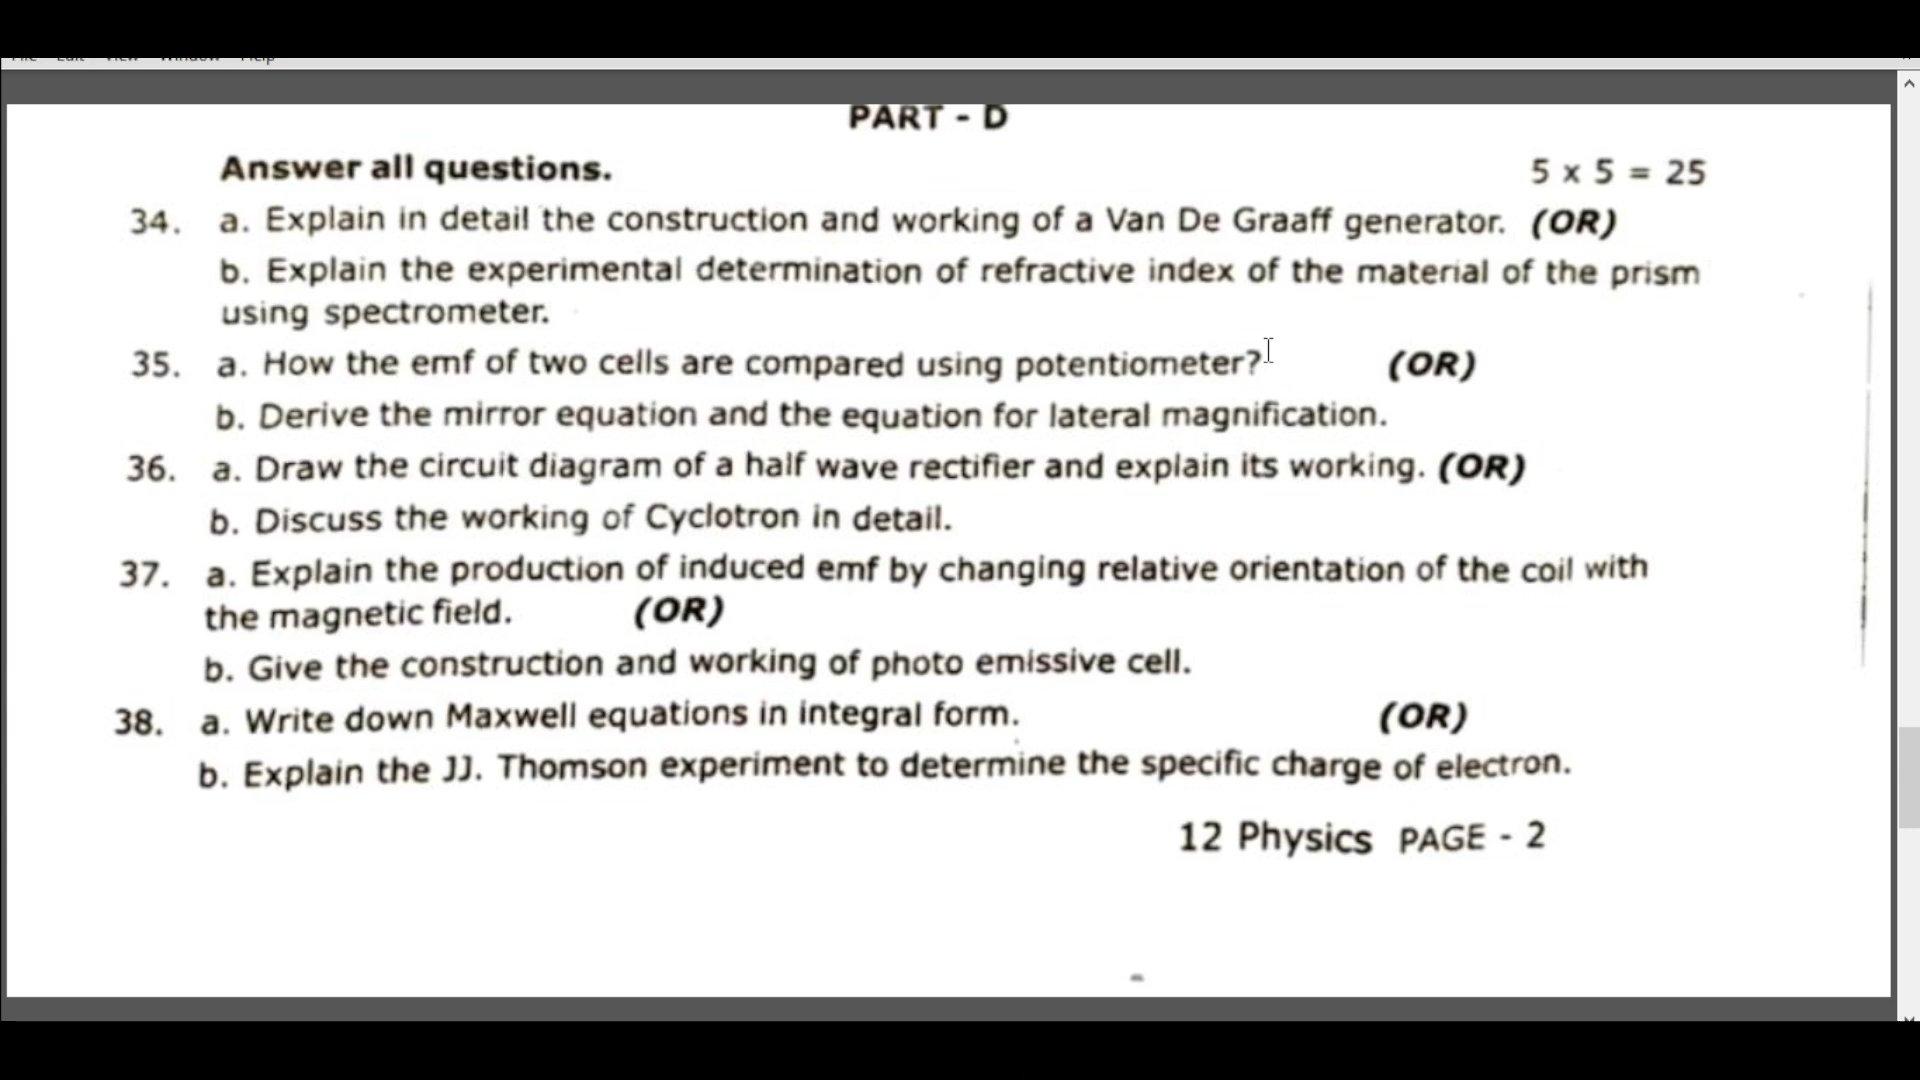 PART - D
Answer all questions. 5 x 5 = 25
34. a. Explain in detail the construction and working of a Van De Graaff generator. (OR)
b. Explain the experimental determination of refractive index of the material of the prism
using spectrometer.
35. a. How the emf of two cells are compared using potentiometer? (OR)
b. Derive the mirror equation and the equation for lateral magnification.
36. a. Draw the circuit diagram of a half wave rectifier and explain its working. (OR)
b. Discuss the working of Cyclotron in detail.
37. a. Explain the production of induced emf by changing relative orientation of the coil with
the magnetic field. (OR)
b. Give the construction and working of photo emissive cell.
38. a. Write down Maxwell equations in integral form. (OR)
b. Explain the JJ. Thomson experiment to determine the specific charge of electron.
12 Physics PAGE - 2